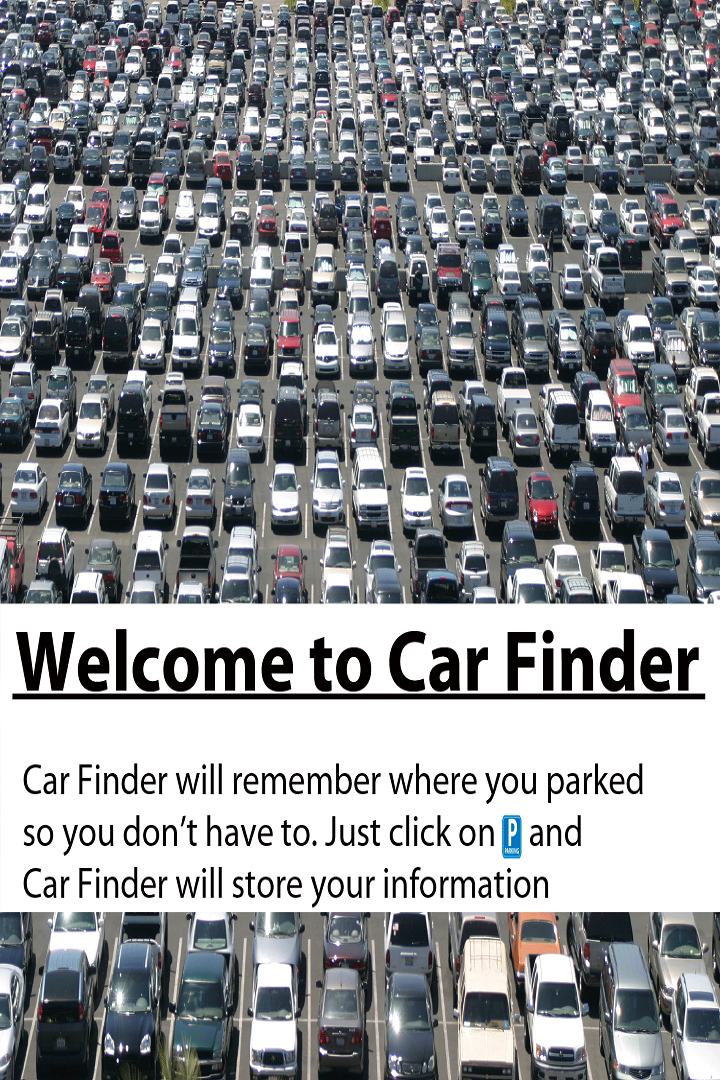 Welcome to Car Finder
Car Finder will remember where you parked
so you don't have to. Just click on P PARKING and
Car Finder will store your information